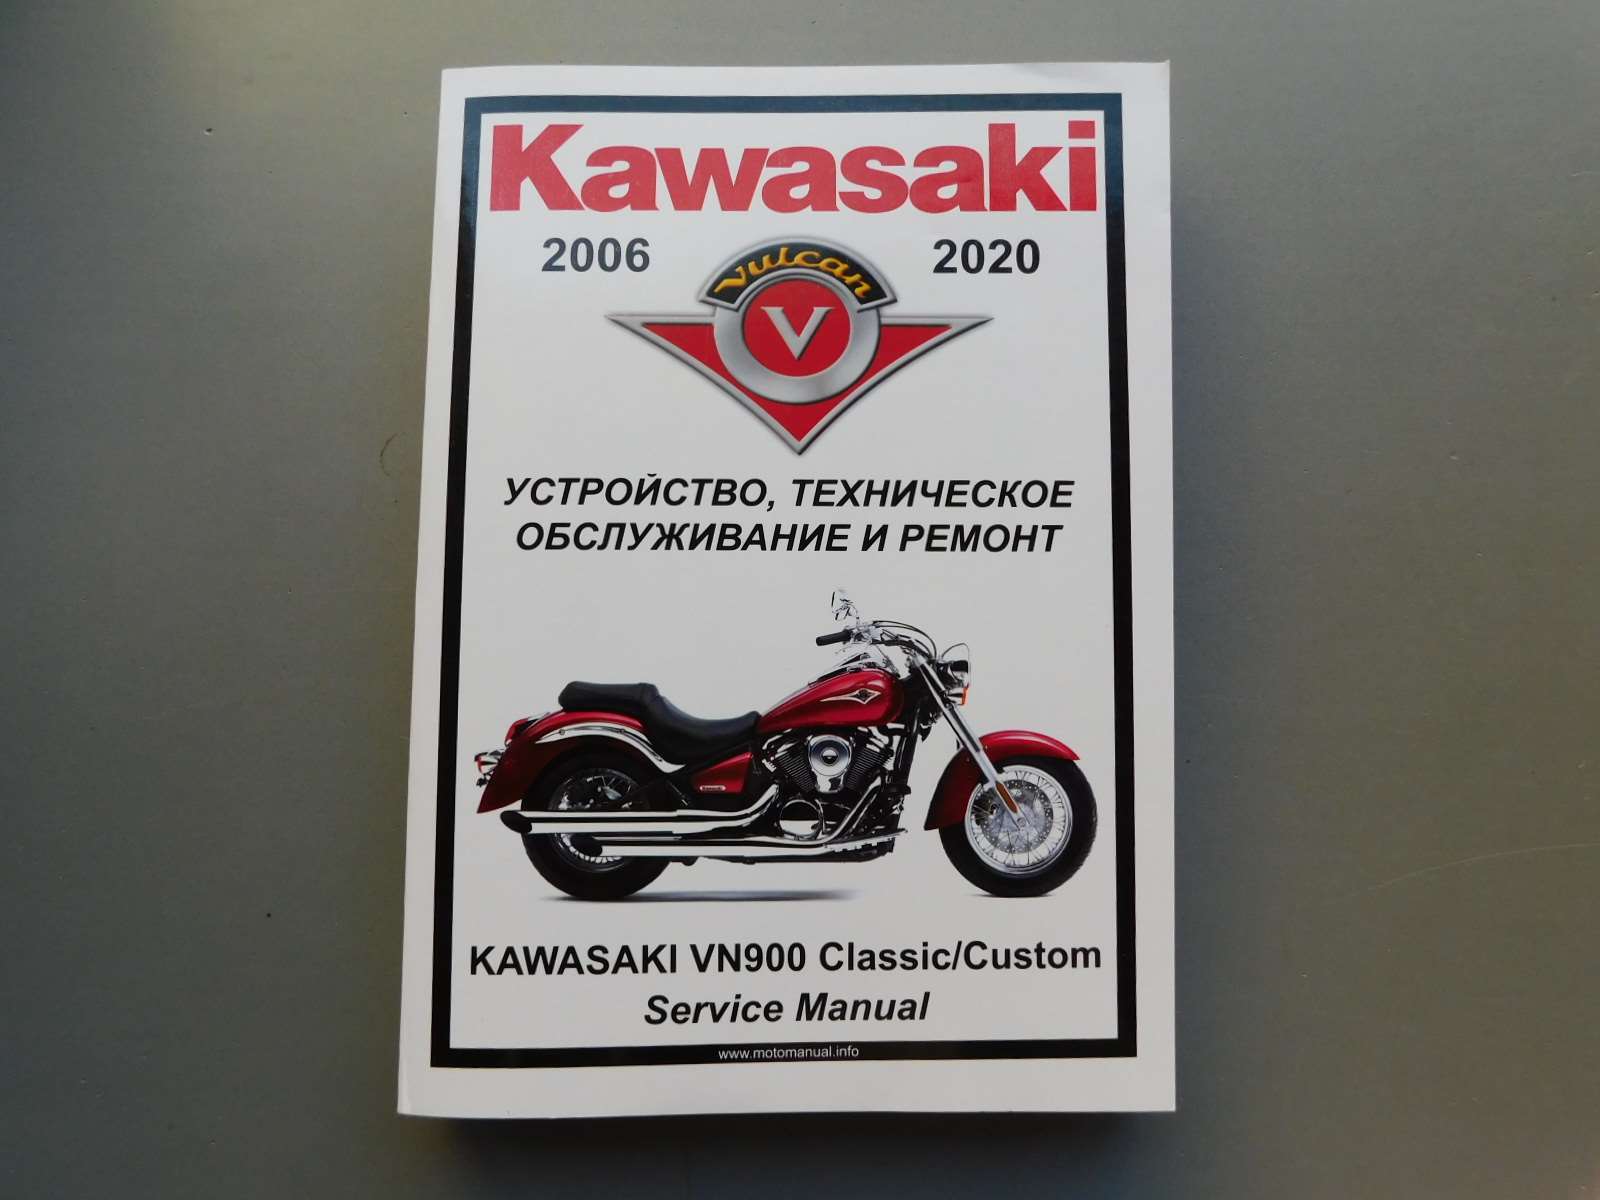 Kawasaki
2006
Vulcan
2020
V
УСТРОЙСТВО, ТЕХНИЧЕСКОЕ
ОБСЛУЖИВАНИЕ И РЕМОНТ
KAWASAKI VN900 Classic/Custom
Service Manual
www.motomanual.info